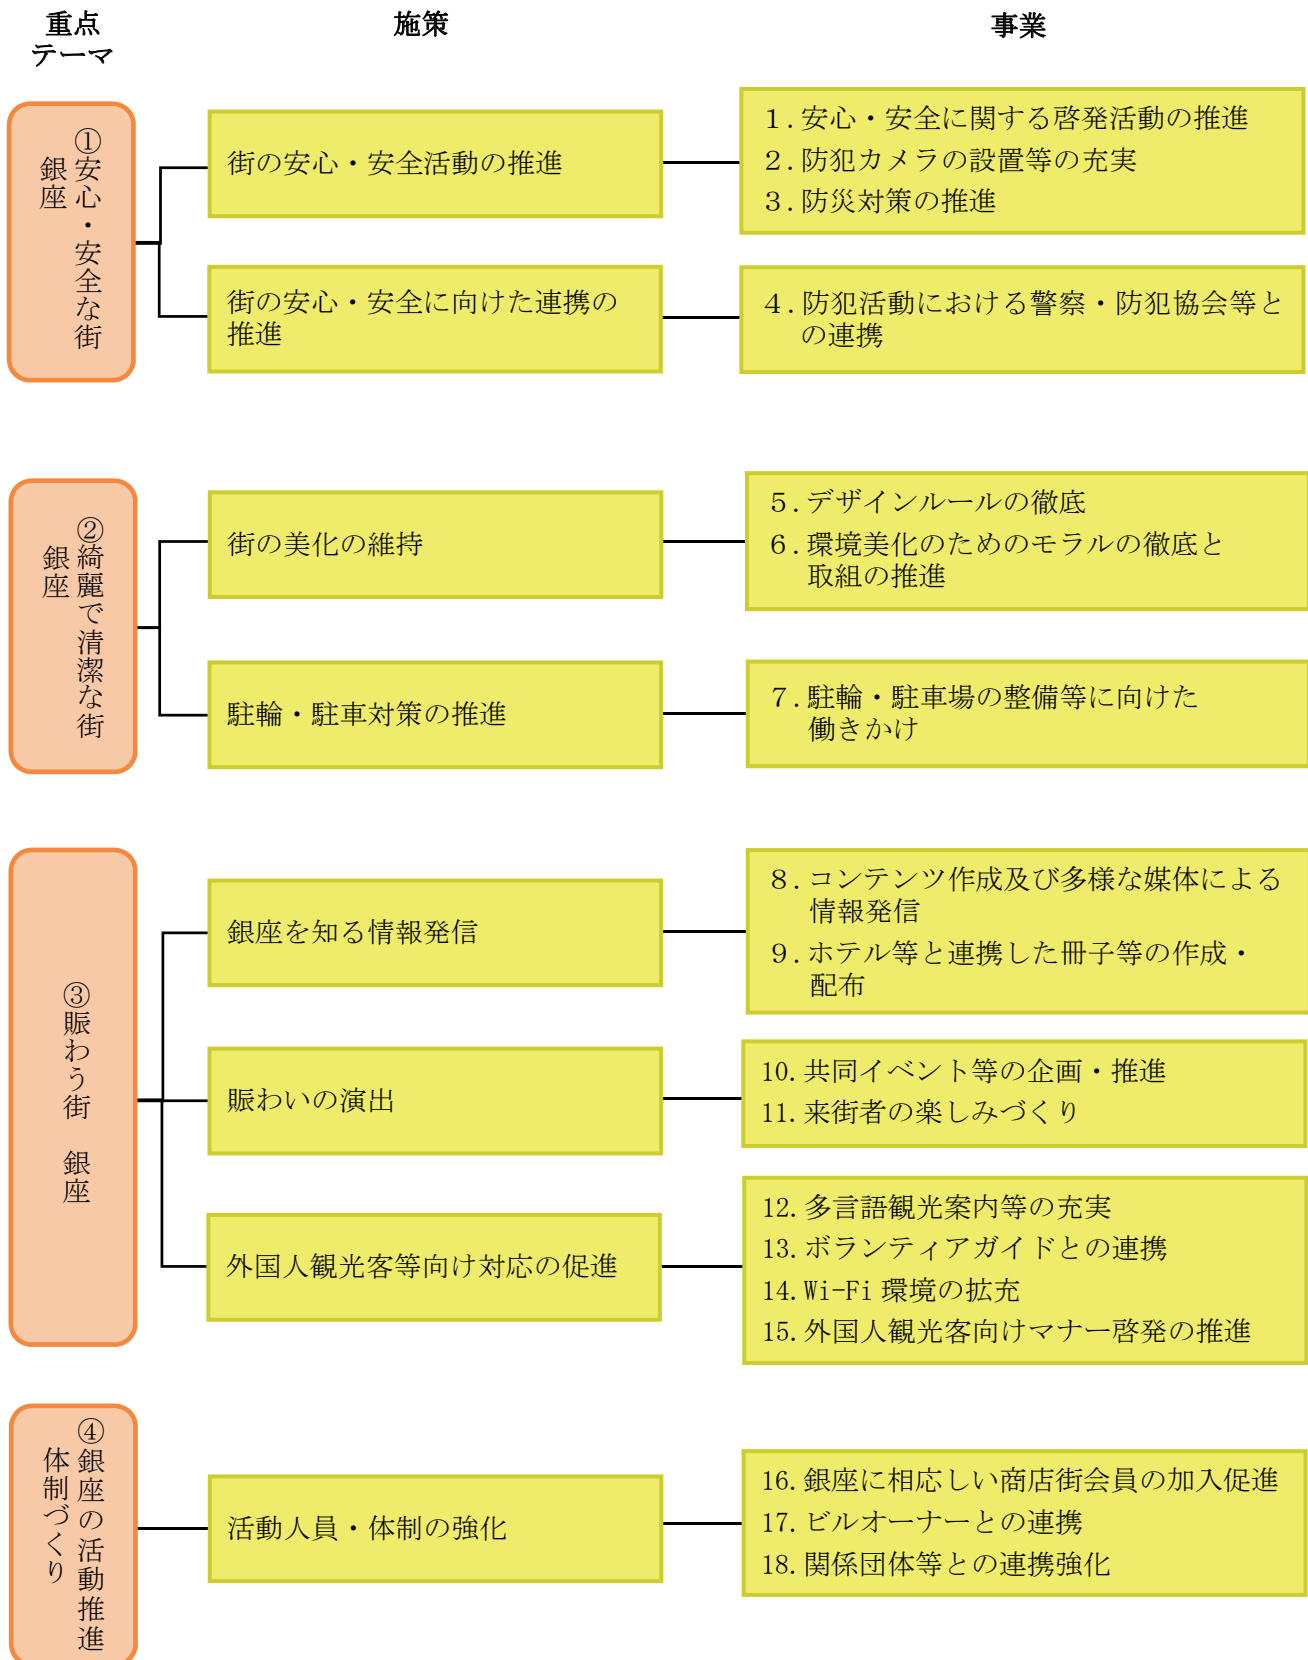 重点
テーマ
施策
事業
①安心・安全な街
銀座
街の安心・安全活動の推進
1.安心・安全に関する啓発活動の推進
2.防犯カメラの設置等の充実
3.防災対策の推進
街の安心・安全に向けた連携の
推進
4.防犯活動における警察・防犯協会等と
の連携
②綺麗で清潔な街
銀座
街の美化の維持
5.デザインルールの徹底
6.環境美化のためのモラルの徹底と
取組の推進
駐輪・駐車対策の推進
7.駐輪・駐車場の整備等に向けた
働きかけ
③賑わう街 銀座
銀座を知る情報発信
8.コンテンツ作成及び多様な媒体による
情報発信
9.ホテル等と連携した冊子等の作成・
配布
賑わいの演出
10.共同イベント等の企画・推進
11.来街者の楽しみづくり
外国人観光客等向け対応の促進
12.多言語観光案内等の充実
13.ボランティアガイドとの連携
14.Wi-Fi 環境の拡充
15.外国人観光客向けマナー啓発の推進
④銀座の活動推進
体制づくり
活動人員・体制の強化
16.銀座に相応しい商店街会員の加入促進
17.ビルオーナーとの連携
18.関係団体等との連携強化